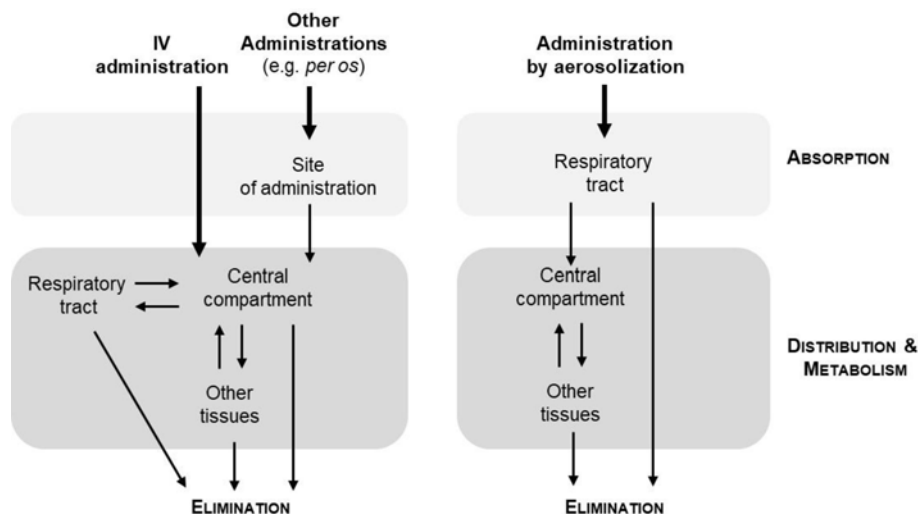 IV
administration
Other
Administrations
(e.g. per os)
Site
of administration
Respiratory
tract
Central
compartment
Other
tissues
ELIMINATION
Administration
by aerosolization
Respiratory
tract
Central
compartment
Other
tissues
ELIMINATION
ABSORPTION
DISTRIBUTION &
METABOLISM